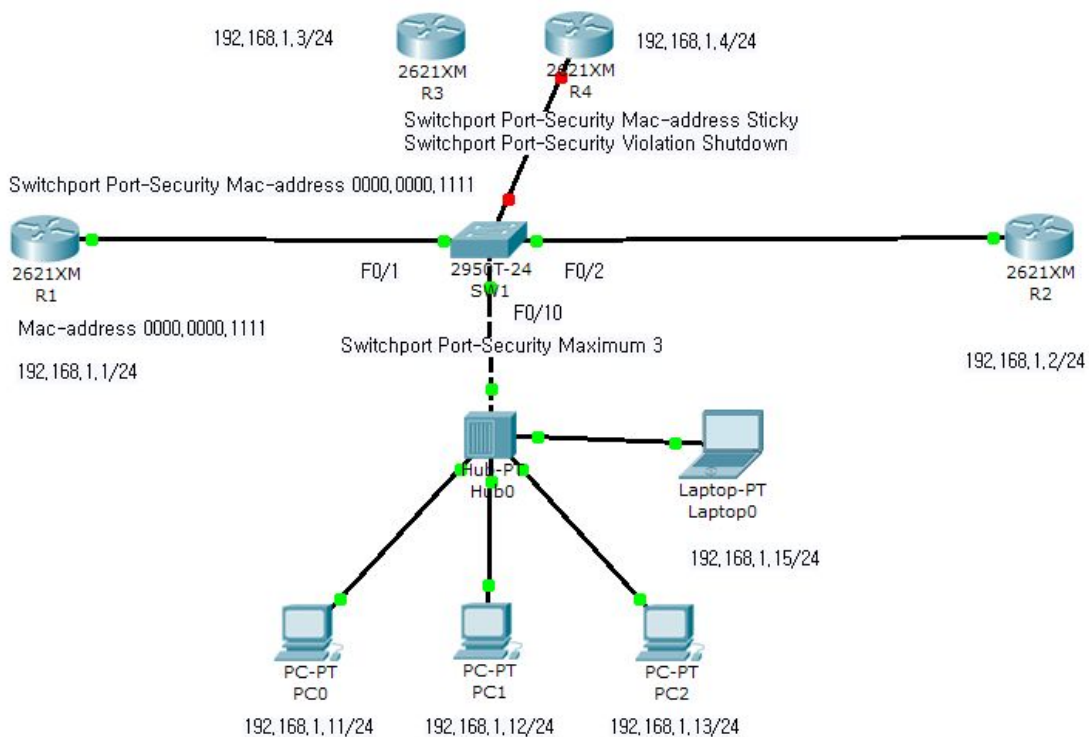 192,168,1,3/24
2621XM
R3
192,168,1,4/24
2621XM
R4
Switchport Port-Security Mac-address Sticky
Switchport Port-Security Violation Shutdown
Switchport Port-Security Mac-address 0000,0000,1111
2621XM
R1
F0/1
2950T-24
SW1
F0/2
2621XM
R2
F0/10
Mac-address 0000,0000,1111
192,168,1,1/24
Switchport Port-Security Maximum 3
192,168,1,2/24
Hub-PT
Hub0
Laptop-PT
Laptop0
192,168,1,15/24
PC-PT
PC0
PC-PT
PC1
PC-PT
PC2
192,168,1,11/24
192,168,1,12/24
192,168,1,13/24